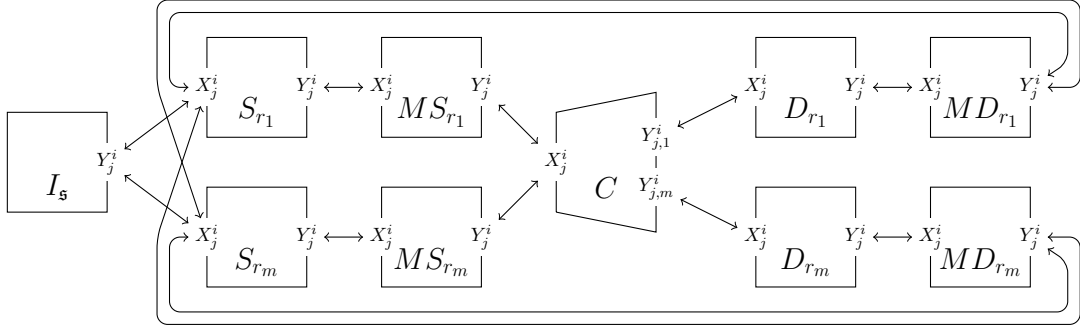 X_j^i Y_j^i X_j^i Y_j^i X_j^i Y_j^i X_j^i Y_j^i
S_{r_1} MS_{r_1} D_{r_1} MD_{r_1}
Y_{j,1}^i
Y_j^i X_j^i
I_𝔰 C Y_{j,m}^i
X_j^i Y_j^i X_j^i Y_j^i X_j^i Y_j^i X_j^i Y_j^i
S_{r_m} MS_{r_m} D_{r_m} MD_{r_m}